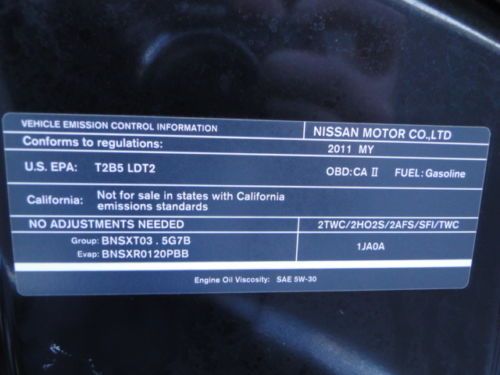 VEHICLE EMISSION CONTROL INFORMATION NISSAN MOTOR CO.,LTD
Conforms to regulations: 2011 MY
U.S. EPA: T2B5 LDT2 OBD:CA II FUEL: Gasoline
California: Not for sale in states with California
emissions standards
NO ADJUSTMENTS NEEDED 2TWC/2HO2S/2AFS/SFI/TWC
Group: BNSXT03 . 5G7B 1JA0A
Evap: BNSXR0120PBB
Engine Oil Viscosity: SAE 5W-30